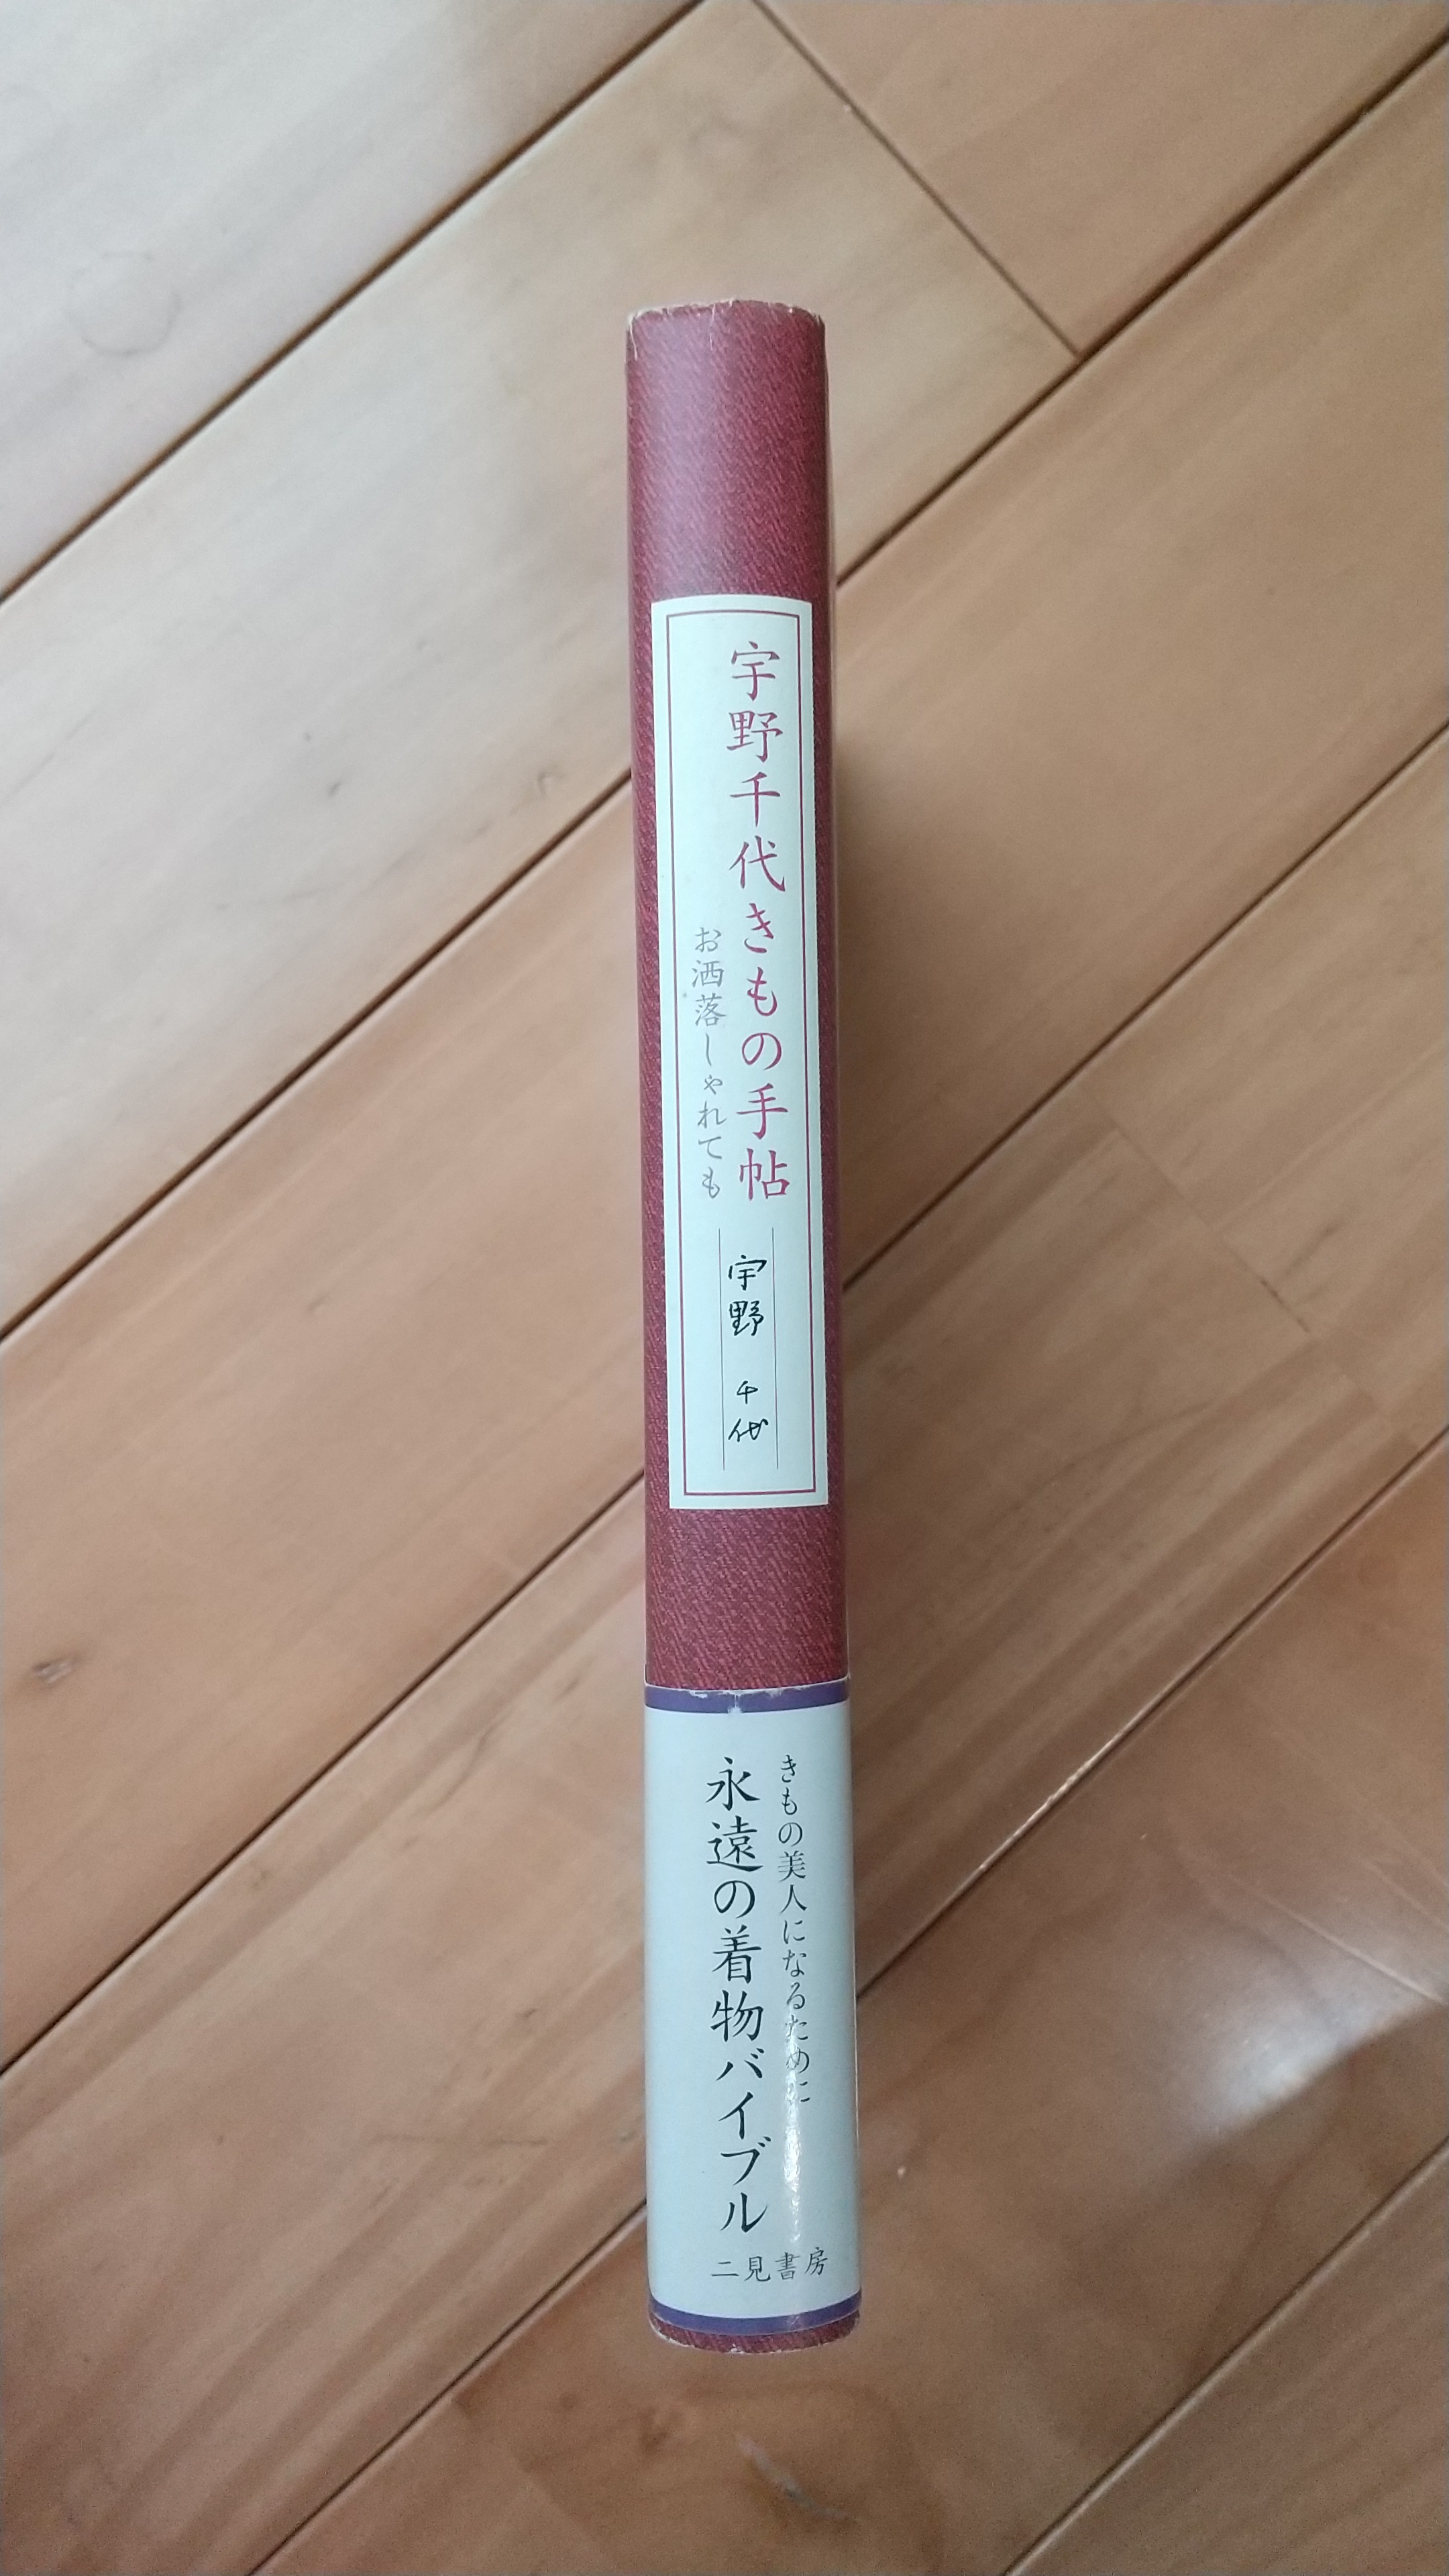 宇野千代きもの手帖
お洒落しゃれても
宇野 千代
きもの美人になるために
永遠の着物バイブル
二見書房